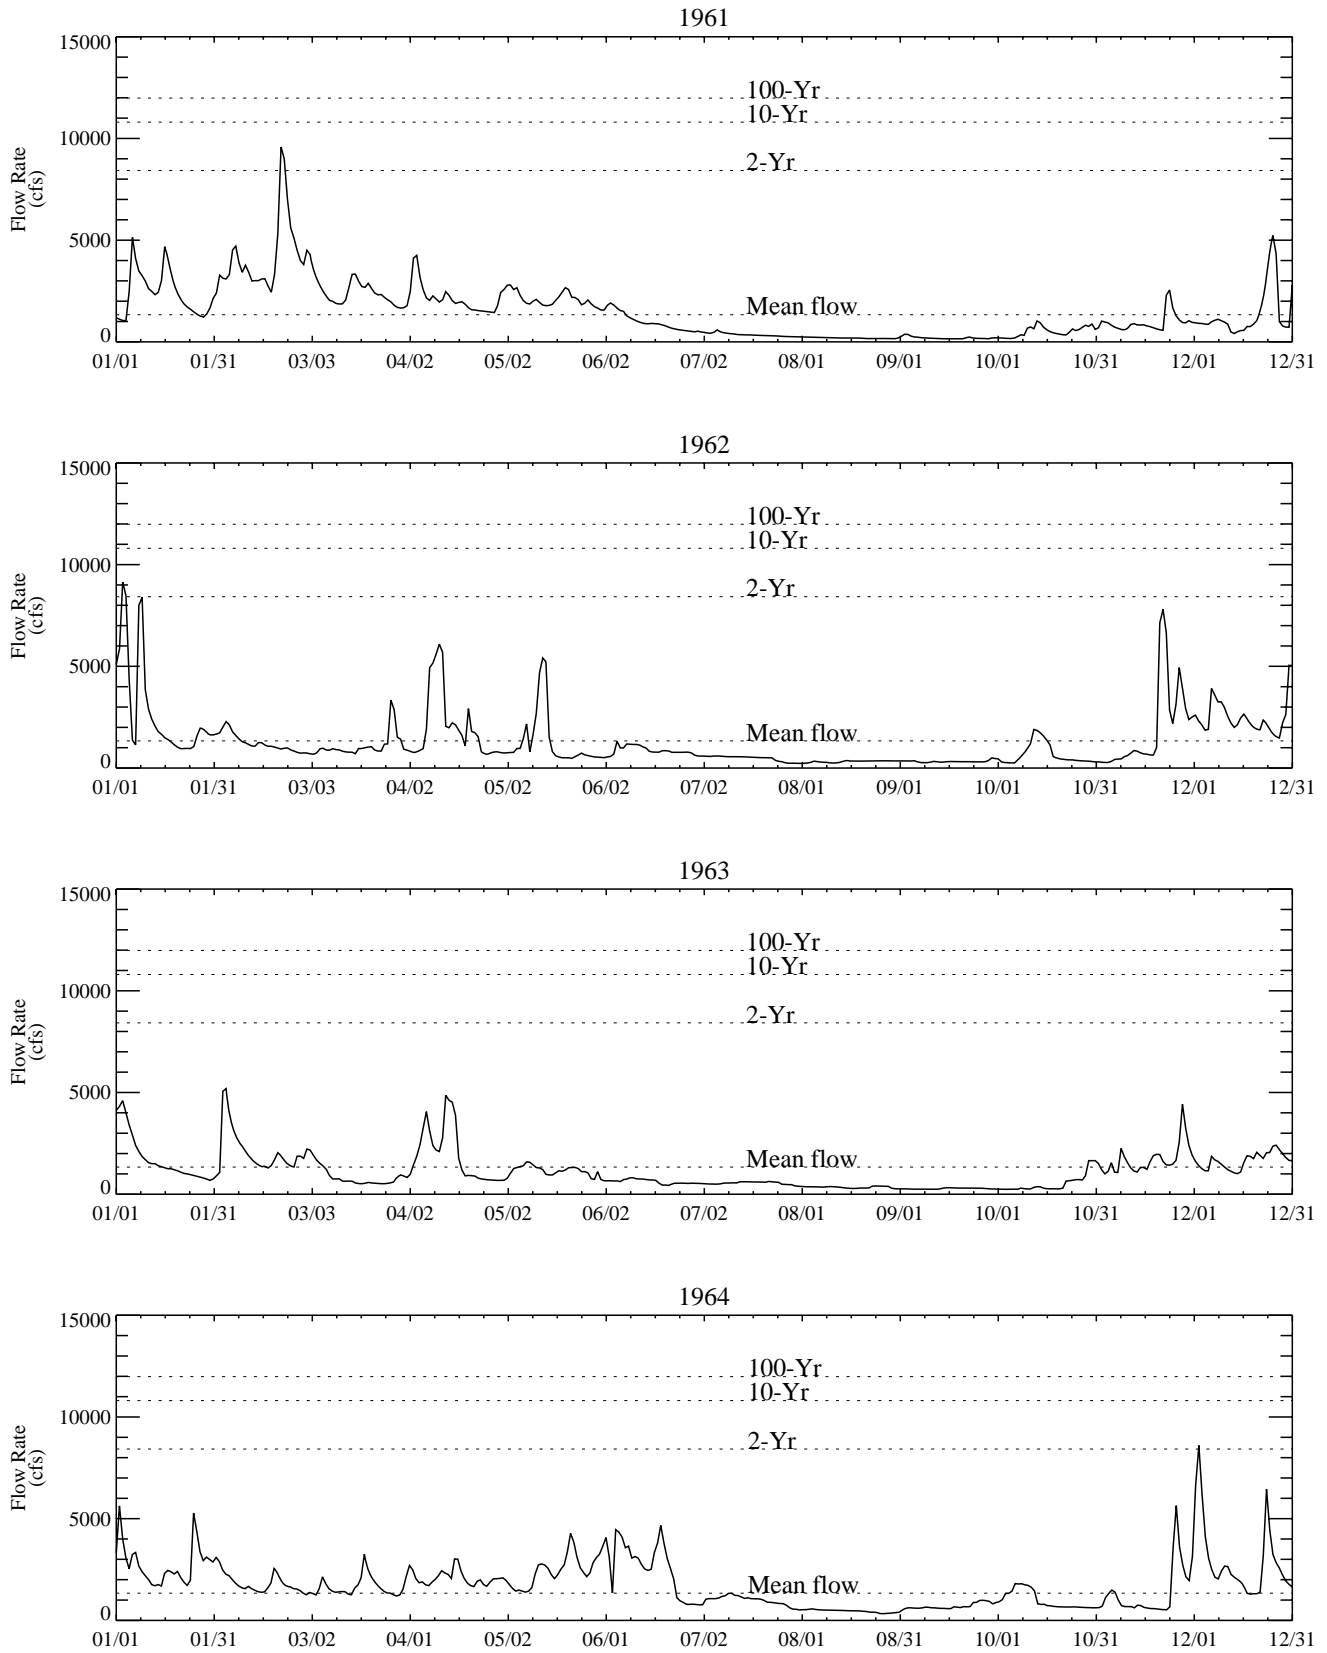 1961
15000
100-Yr
10-Yr
10000
2-Yr
Flow Rate
(cfs)
5000
Mean flow
0
01/01 01/31 03/03 04/02 05/02 06/02 07/02 08/01 09/01 10/01 10/31 12/01 12/31
1962
15000
100-Yr
10-Yr
10000
2-Yr
Flow Rate
(cfs)
5000
Mean flow
0
01/01 01/31 03/03 04/02 05/02 06/02 07/02 08/01 09/01 10/01 10/31 12/01 12/31
1963
15000
100-Yr
10-Yr
10000
2-Yr
Flow Rate
(cfs)
5000
Mean flow
0
01/01 01/31 03/03 04/02 05/02 06/02 07/02 08/01 09/01 10/01 10/31 12/01 12/31
1964
15000
100-Yr
10-Yr
10000
2-Yr
Flow Rate
(cfs)
5000
Mean flow
0
01/01 01/31 03/02 04/01 05/02 06/01 07/02 08/01 08/31 10/01 10/31 12/01 12/31